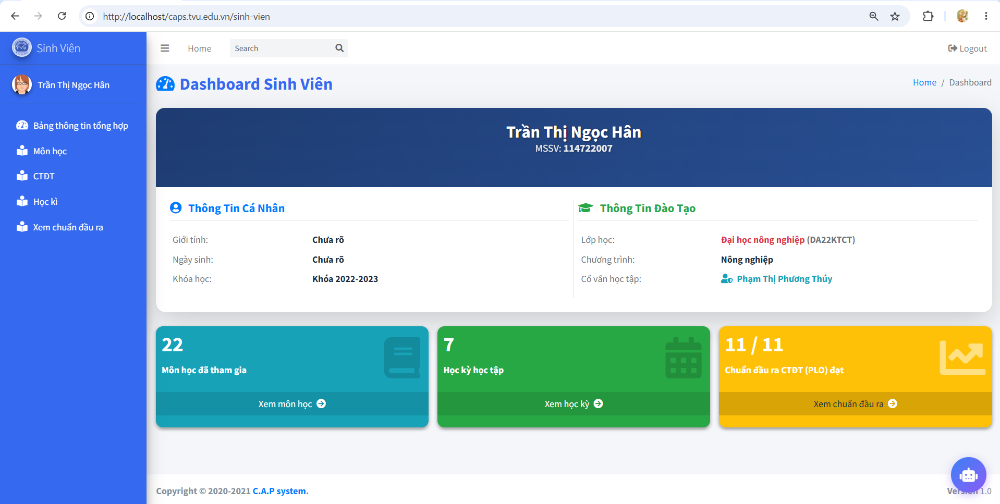 http://localhost/caps.tvu.edu.vn/sinh-vien
Sinh Viên
Home
Search
Logout
Trần Thị Ngọc Hân
Bảng thông tin tổng hợp
Môn học
CTĐT
Học kì
Xem chuẩn đầu ra
Dashboard Sinh Viên
Home / Dashboard
Trần Thị Ngọc Hân
MSSV: 114722007
Thông Tin Cá Nhân
Giới tính: Chưa rõ
Ngày sinh: Chưa rõ
Khóa học: Khóa 2022-2023
Thông Tin Đào Tạo
Lớp học: Đại học nông nghiệp (DA22KTCT)
Chương trình: Nông nghiệp
Cố vấn học tập: Phạm Thị Phương Thúy
22
Môn học đã tham gia
Xem môn học
7
Học kỳ học tập
Xem học kỳ
11 / 11
Chuẩn đầu ra CTĐT (PLO) đạt
Xem chuẩn đầu ra
Copyright © 2020-2021 C.A.P system.
Version 1.0